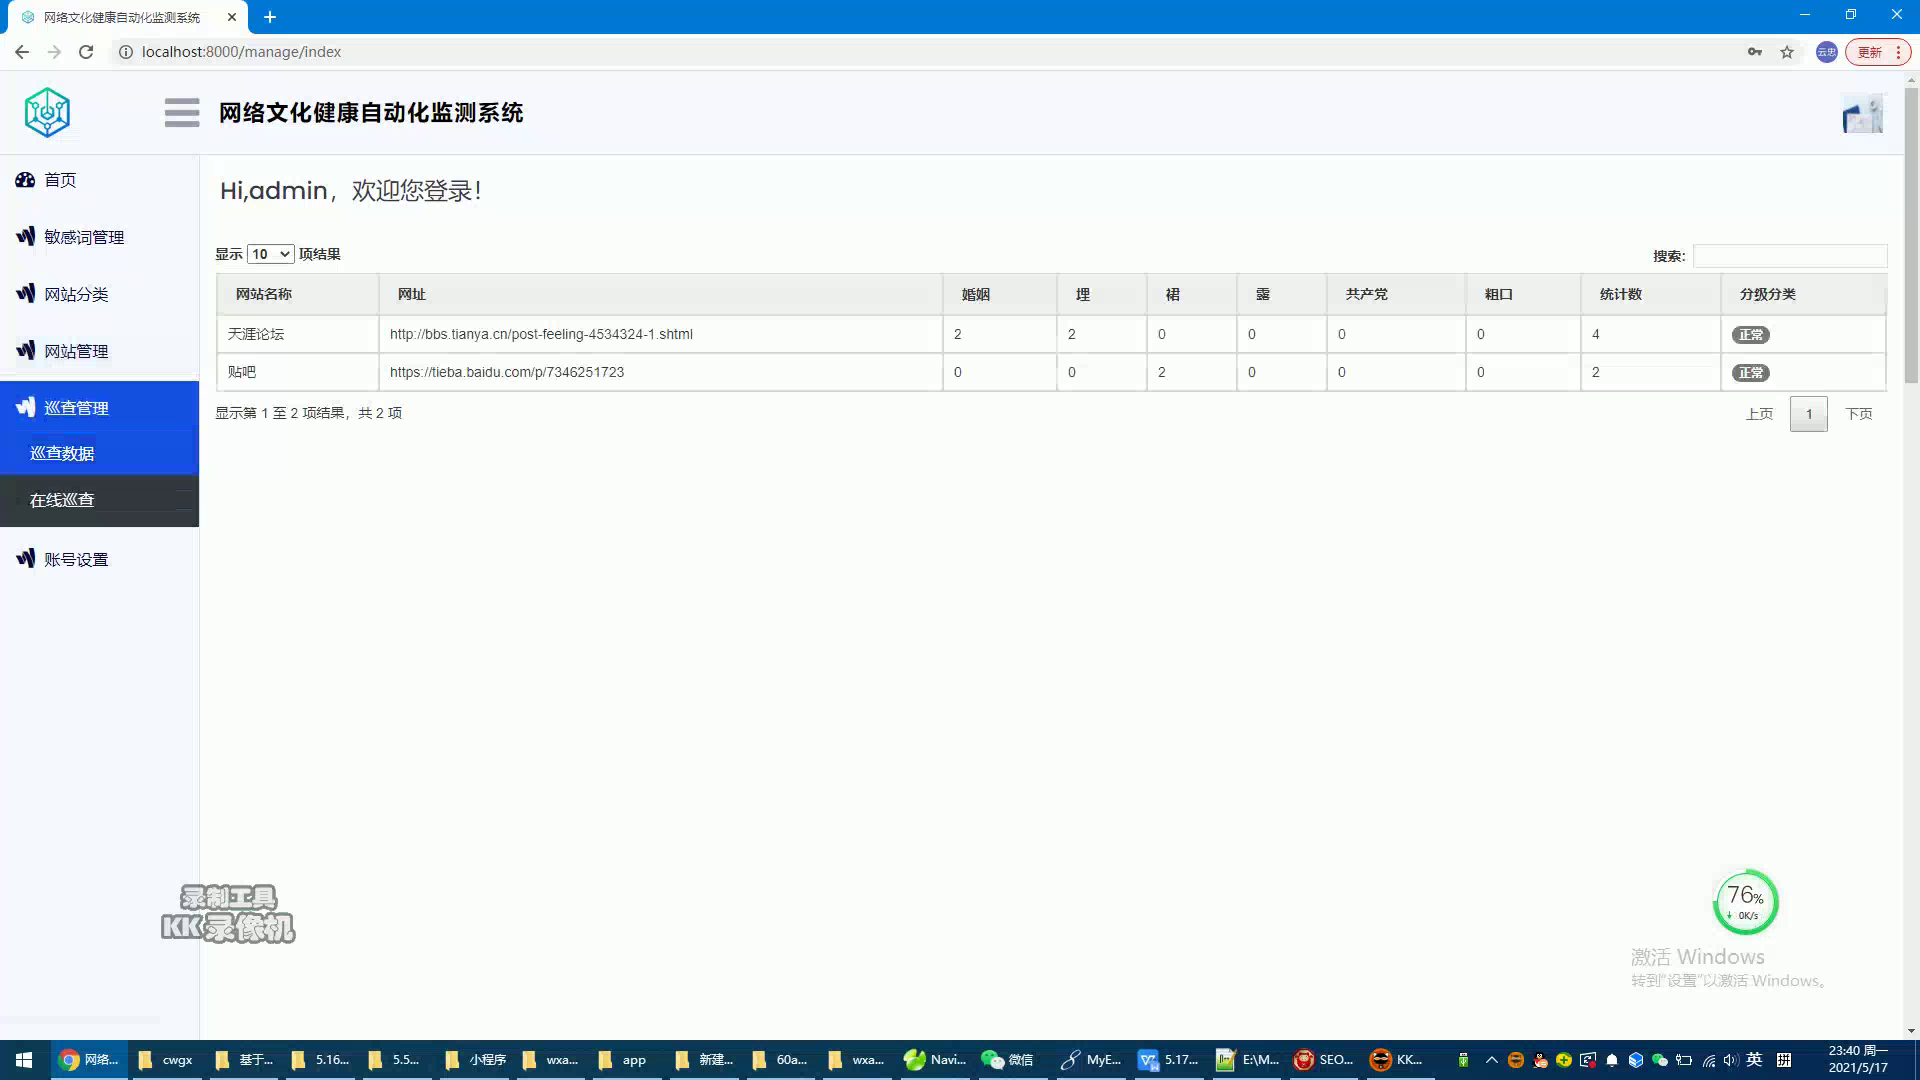 网络文化健康自动化监测系统
localhost:8000/manage/index
云忠
更新
网络文化健康自动化监测系统
首页
敏感词管理
网站分类
网站管理
巡查管理
巡查数据
在线巡查
账号设置
Hi,admin，欢迎您登录！
显示 10 项结果
搜索:
网站名称 网址 婚姻 埋 裙 露 共产党 粗口 统计数 分级分类
天涯论坛 http://bbs.tianya.cn/post-feeling-4534324-1.shtml 2 2 0 0 0 0 4 正常
贴吧 https://tieba.baidu.com/p/7346251723 0 0 2 0 0 0 2 正常
显示第 1 至 2 项结果，共 2 项
上页 1 下页
录制工具
KK录像机
76%
0K/s
激活 Windows
转到"设置"以激活 Windows。
网络... cwgx 基于... 5.16... 5.5... 小程序 wxa... app 新建... 60a... wxa... Navi... 微信 MyE... 5.17... E:\M... SEO... KK... 英 拼
23:40 周一
2021/5/17